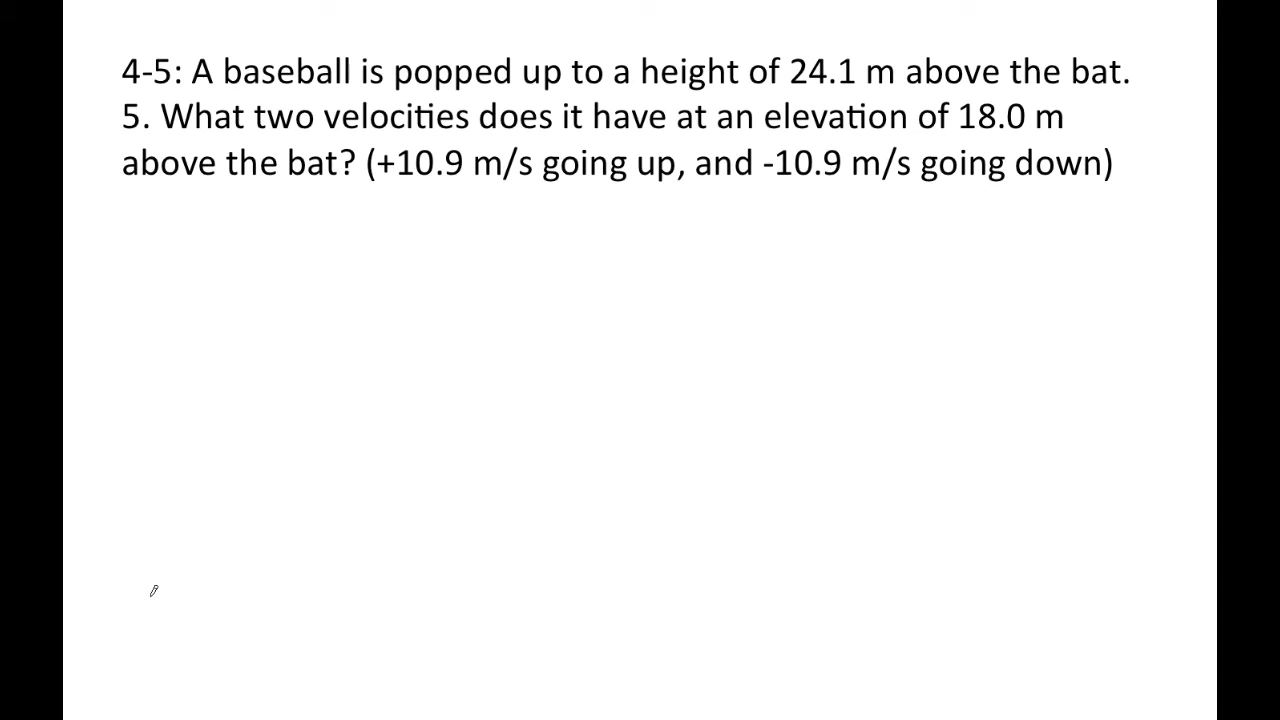 4-5: A baseball is popped up to a height of 24.1 m above the bat.
5. What two velocities does it have at an elevation of 18.0 m
above the bat? (+10.9 m/s going up, and -10.9 m/s going down)